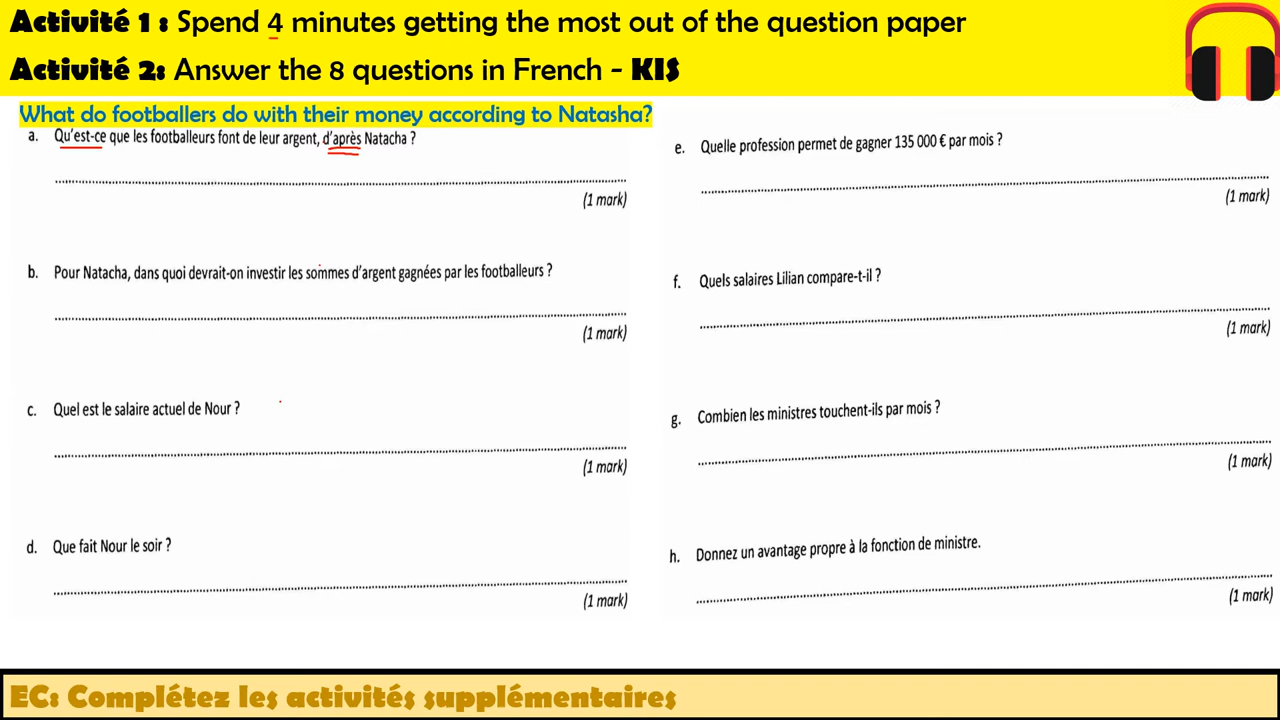 Activité 1 : Spend 4 minutes getting the most out of the question paper
Activité 2: Answer the 8 questions in French - KIS
What do footballers do with their money according to Natasha?
a. Qu'est-ce que les footballeurs font de leur argent, d'après Natacha ?
(1 mark)
b. Pour Natacha, dans quoi devrait-on investir les sommes d'argent gagnées par les footballeurs ?
(1 mark)
c. Quel est le salaire actuel de Nour ?
(1 mark)
d. Que fait Nour le soir ?
(1 mark)
e. Quelle profession permet de gagner 135 000 € par mois ?
(1 mark)
f. Quels salaires Lilian compare-t-il ?
(1 mark)
g. Combien les ministres touchent-ils par mois ?
(1 mark)
h. Donnez un avantage propre à la fonction de ministre.
(1 mark)
EC: Complétez les activités supplémentaires